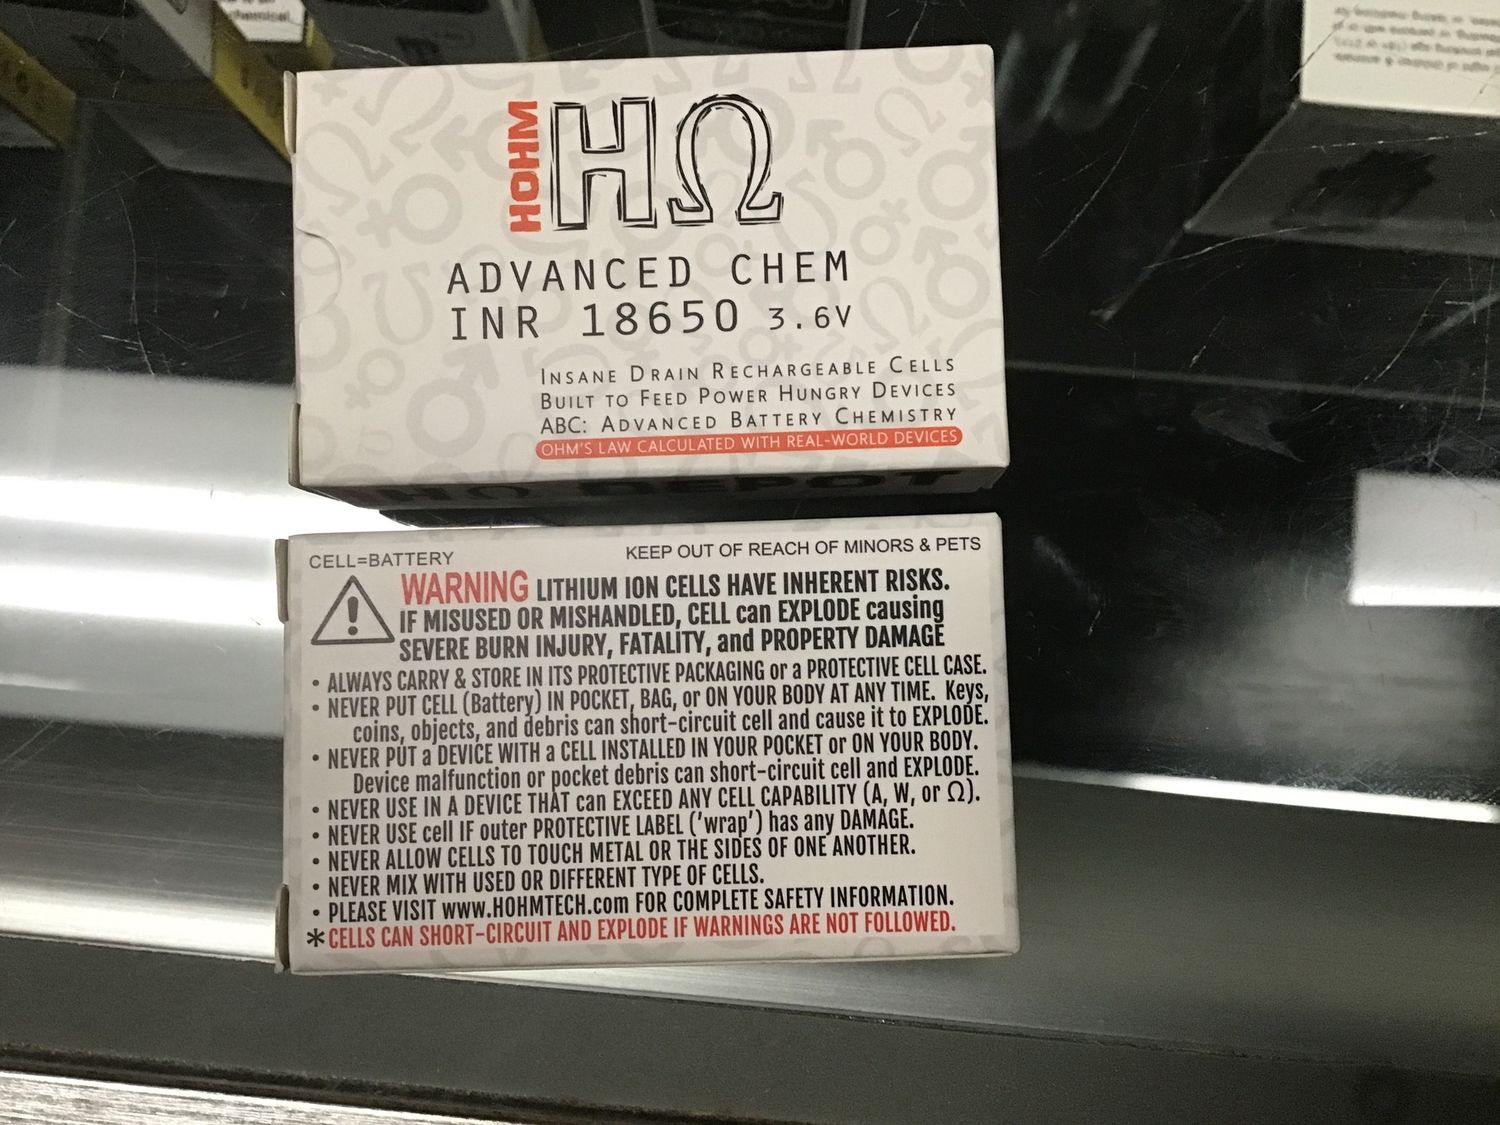 chemical.
HOHM
HΩ
ADVANCED CHEM
INR 18650 3.6V
INSANE DRAIN RECHARGEABLE CELLS
BUILT TO FEED POWER HUNGRY DEVICES
ABC: ADVANCED BATTERY CHEMISTRY
OHM'S LAW CALCULATED WITH REAL-WORLD DEVICES
HΩ DEPOT
CELL=BATTERY
KEEP OUT OF REACH OF MINORS & PETS
WARNING LITHIUM ION CELLS HAVE INHERENT RISKS.
IF MISUSED OR MISHANDLED, CELL can EXPLODE causing
SEVERE BURN INJURY, FATALITY, and PROPERTY DAMAGE
• ALWAYS CARRY & STORE IN ITS PROTECTIVE PACKAGING or a PROTECTIVE CELL CASE.
• NEVER PUT CELL (Battery) IN POCKET, BAG, or ON YOUR BODY AT ANY TIME. Keys,
coins, objects, and debris can short-circuit cell and cause it to EXPLODE.
• NEVER PUT a DEVICE WITH a CELL INSTALLED IN YOUR POCKET or ON YOUR BODY.
Device malfunction or pocket debris can short-circuit cell and EXPLODE.
• NEVER USE IN A DEVICE THAT can EXCEED ANY CELL CAPABILITY (A, W, or Ω).
• NEVER USE cell IF outer PROTECTIVE LABEL ('wrap') has any DAMAGE.
• NEVER ALLOW CELLS TO TOUCH METAL OR THE SIDES OF ONE ANOTHER.
• NEVER MIX WITH USED OR DIFFERENT TYPE OF CELLS.
• PLEASE VISIT www.HOHMTECH.com FOR COMPLETE SAFETY INFORMATION.
* CELLS CAN SHORT-CIRCUIT AND EXPLODE IF WARNINGS ARE NOT FOLLOWED.